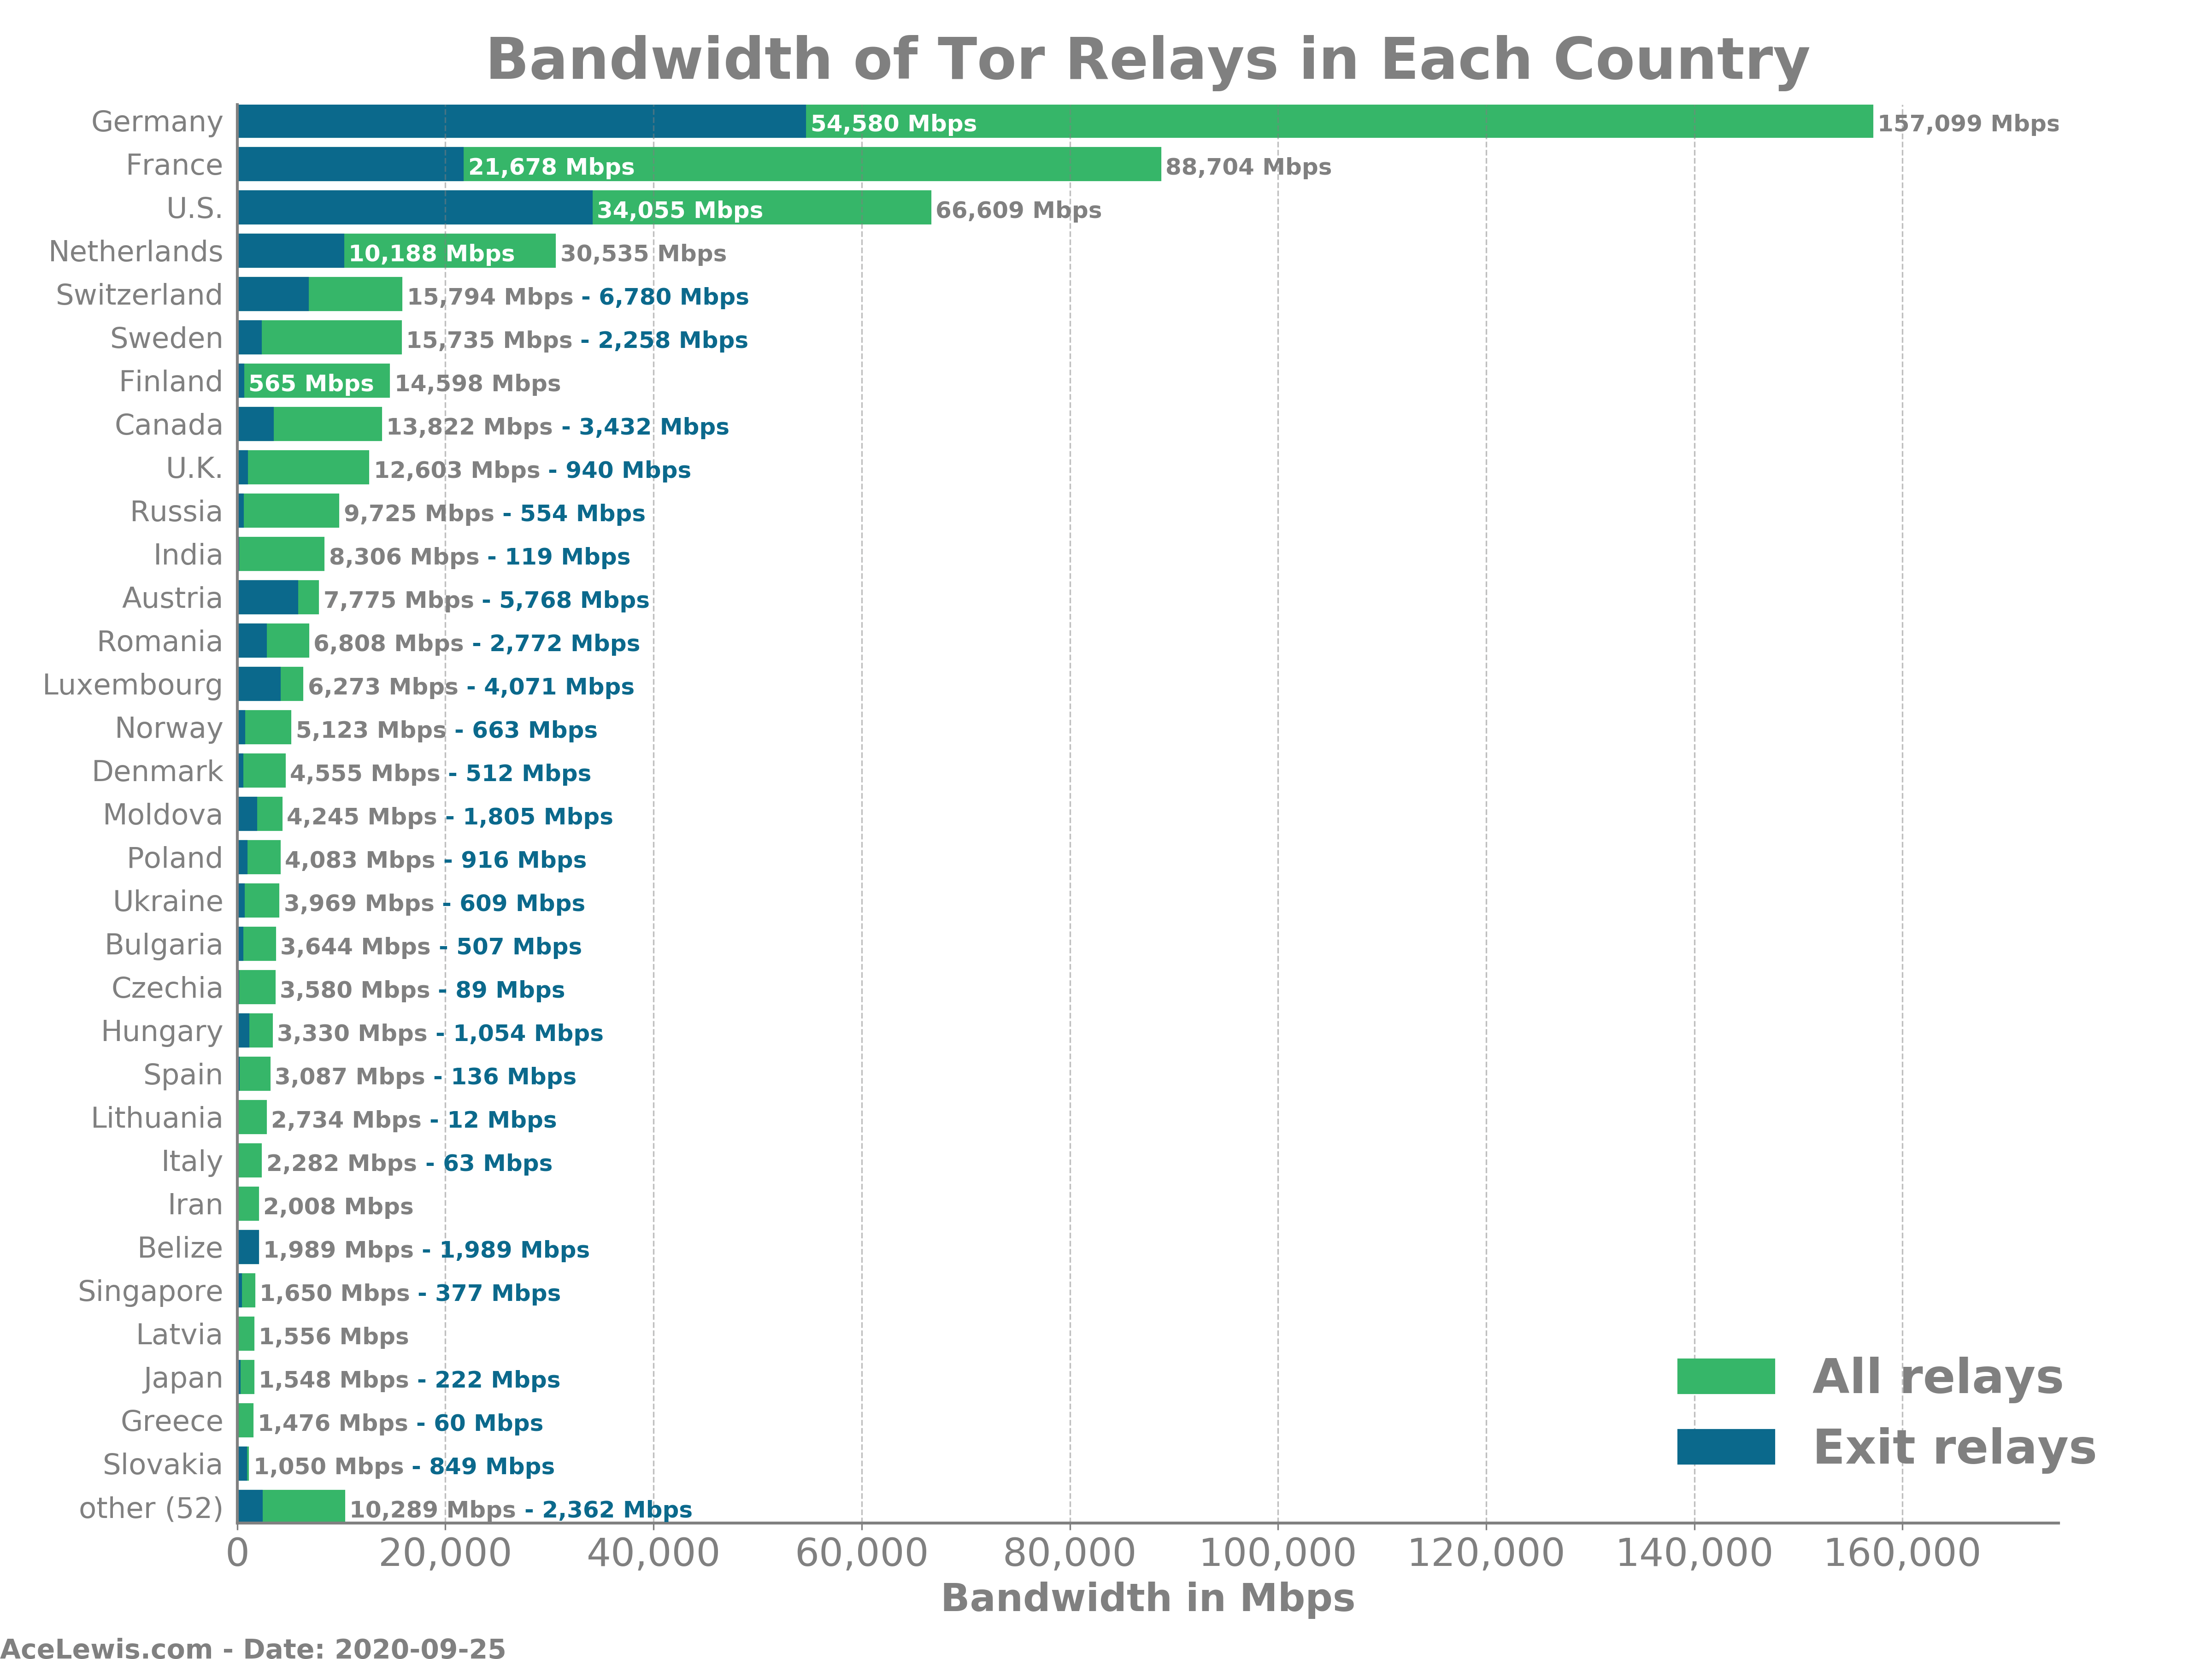 Bandwidth of Tor Relays in Each Country
Germany 54,580 Mbps 157,099 Mbps
France 21,678 Mbps 88,704 Mbps
U.S. 34,055 Mbps 66,609 Mbps
Netherlands 10,188 Mbps 30,535 Mbps
Switzerland 15,794 Mbps - 6,780 Mbps
Sweden 15,735 Mbps - 2,258 Mbps
Finland 565 Mbps 14,598 Mbps
Canada 13,822 Mbps - 3,432 Mbps
U.K. 12,603 Mbps - 940 Mbps
Russia 9,725 Mbps - 554 Mbps
India 8,306 Mbps - 119 Mbps
Austria 7,775 Mbps - 5,768 Mbps
Romania 6,808 Mbps - 2,772 Mbps
Luxembourg 6,273 Mbps - 4,071 Mbps
Norway 5,123 Mbps - 663 Mbps
Denmark 4,555 Mbps - 512 Mbps
Moldova 4,245 Mbps - 1,805 Mbps
Poland 4,083 Mbps - 916 Mbps
Ukraine 3,969 Mbps - 609 Mbps
Bulgaria 3,644 Mbps - 507 Mbps
Czechia 3,580 Mbps - 89 Mbps
Hungary 3,330 Mbps - 1,054 Mbps
Spain 3,087 Mbps - 136 Mbps
Lithuania 2,734 Mbps - 12 Mbps
Italy 2,282 Mbps - 63 Mbps
Iran 2,008 Mbps
Belize 1,989 Mbps - 1,989 Mbps
Singapore 1,650 Mbps - 377 Mbps
Latvia 1,556 Mbps
Japan 1,548 Mbps - 222 Mbps
Greece 1,476 Mbps - 60 Mbps
Slovakia 1,050 Mbps - 849 Mbps
other (52) 10,289 Mbps - 2,362 Mbps
All relays
Exit relays
0 20,000 40,000 60,000 80,000 100,000 120,000 140,000 160,000
Bandwidth in Mbps
AceLewis.com - Date: 2020-09-25